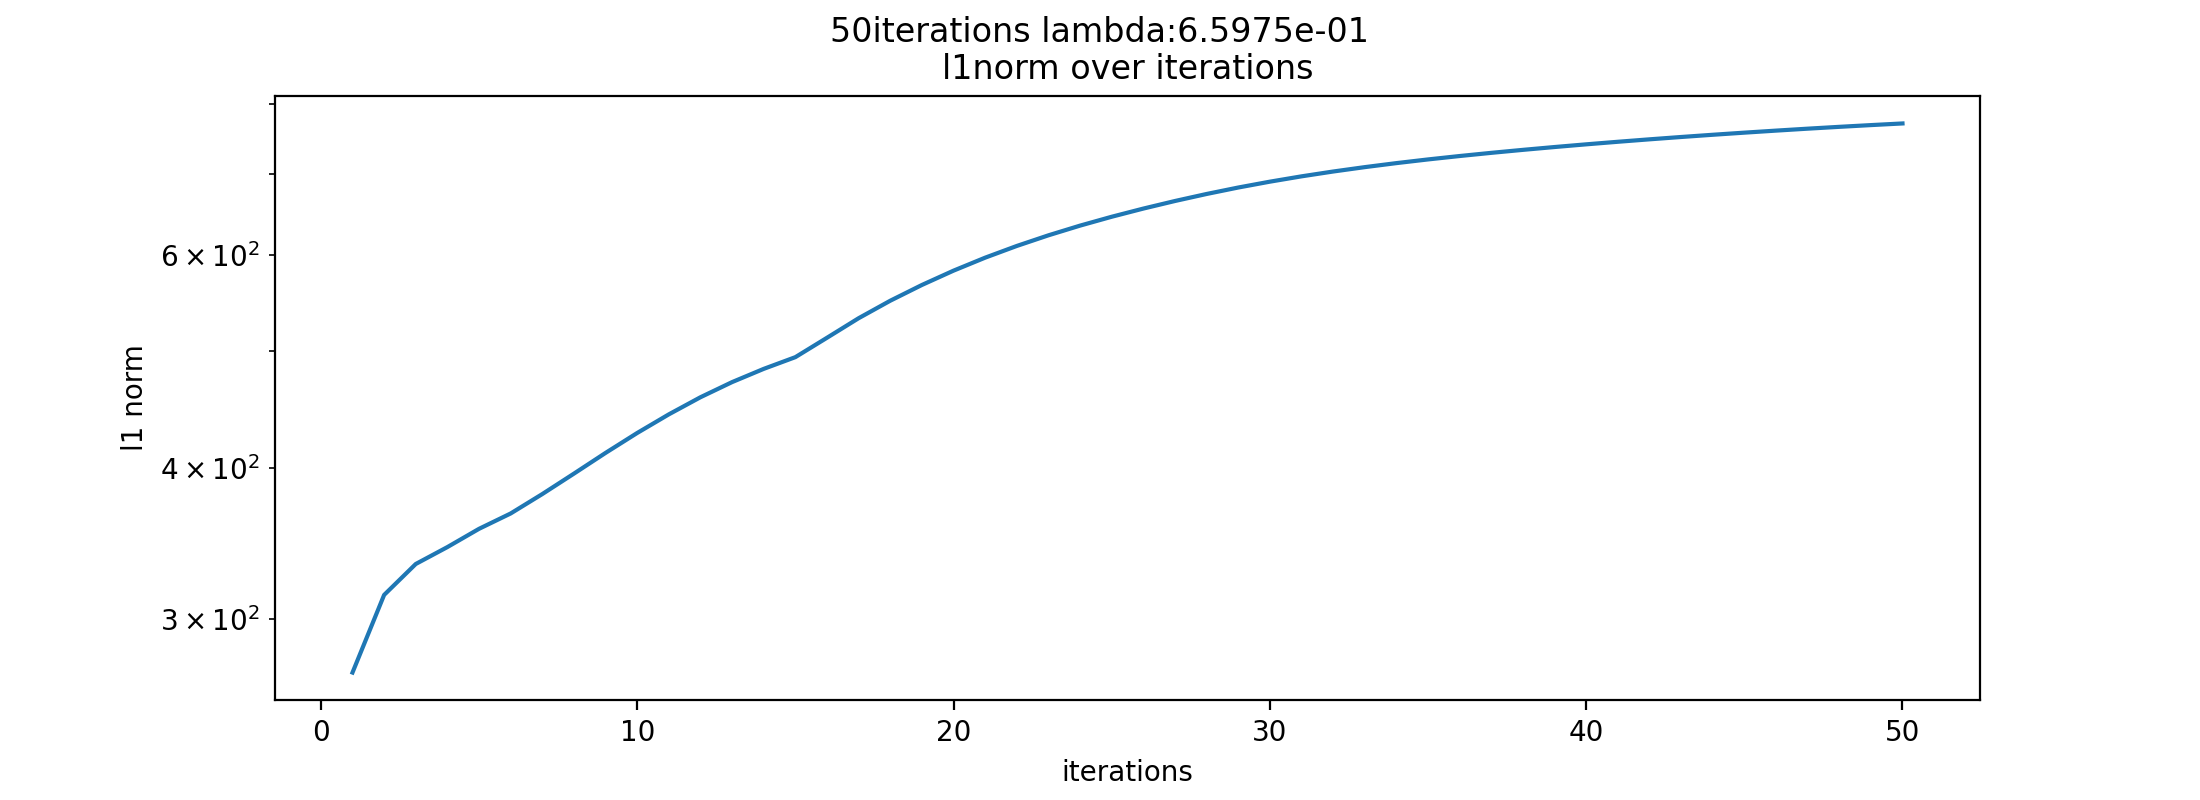 50iterations lambda:6.5975e-01
l1norm over iterations
6 × 10²
4 × 10²
3 × 10²
l1 norm
0 10 20 30 40 50
iterations